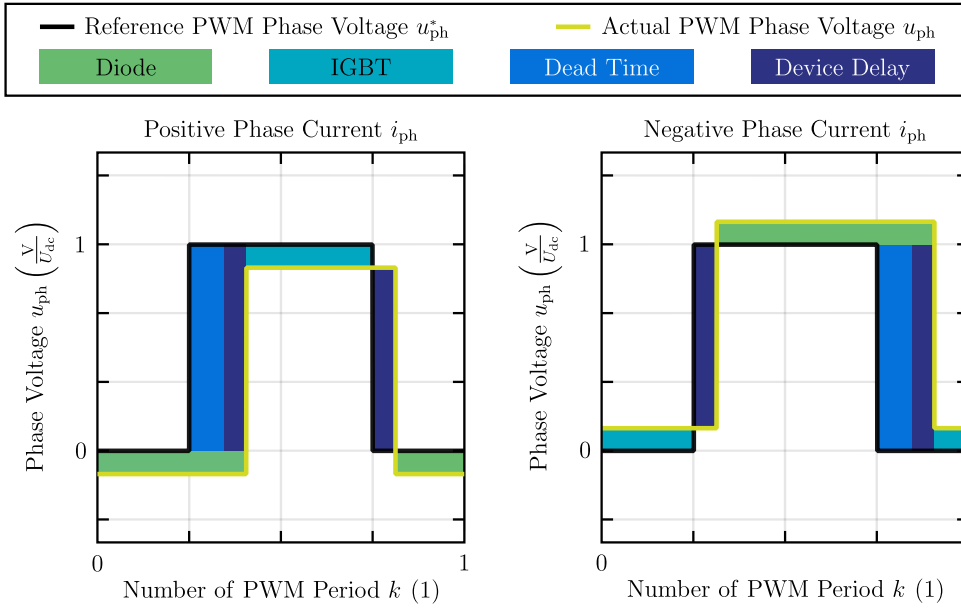 Reference PWM Phase Voltage u*ph Actual PWM Phase Voltage uph
Diode IGBT Dead Time Device Delay
Positive Phase Current iph
Phase Voltage uph (V/Udc)
1
0
0 1
Number of PWM Period k (1)
Negative Phase Current iph
Phase Voltage uph (V/Udc)
1
0
0
Number of PWM Period k (1)